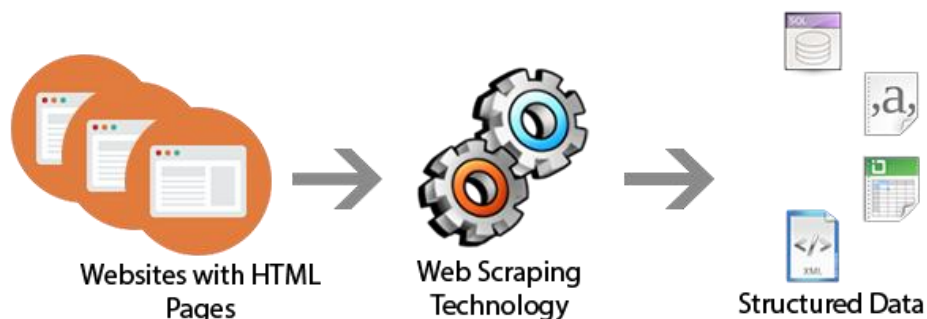 SQL
,a,
</>
XML
Websites with HTML
Pages
Web Scraping
Technology
Structured Data